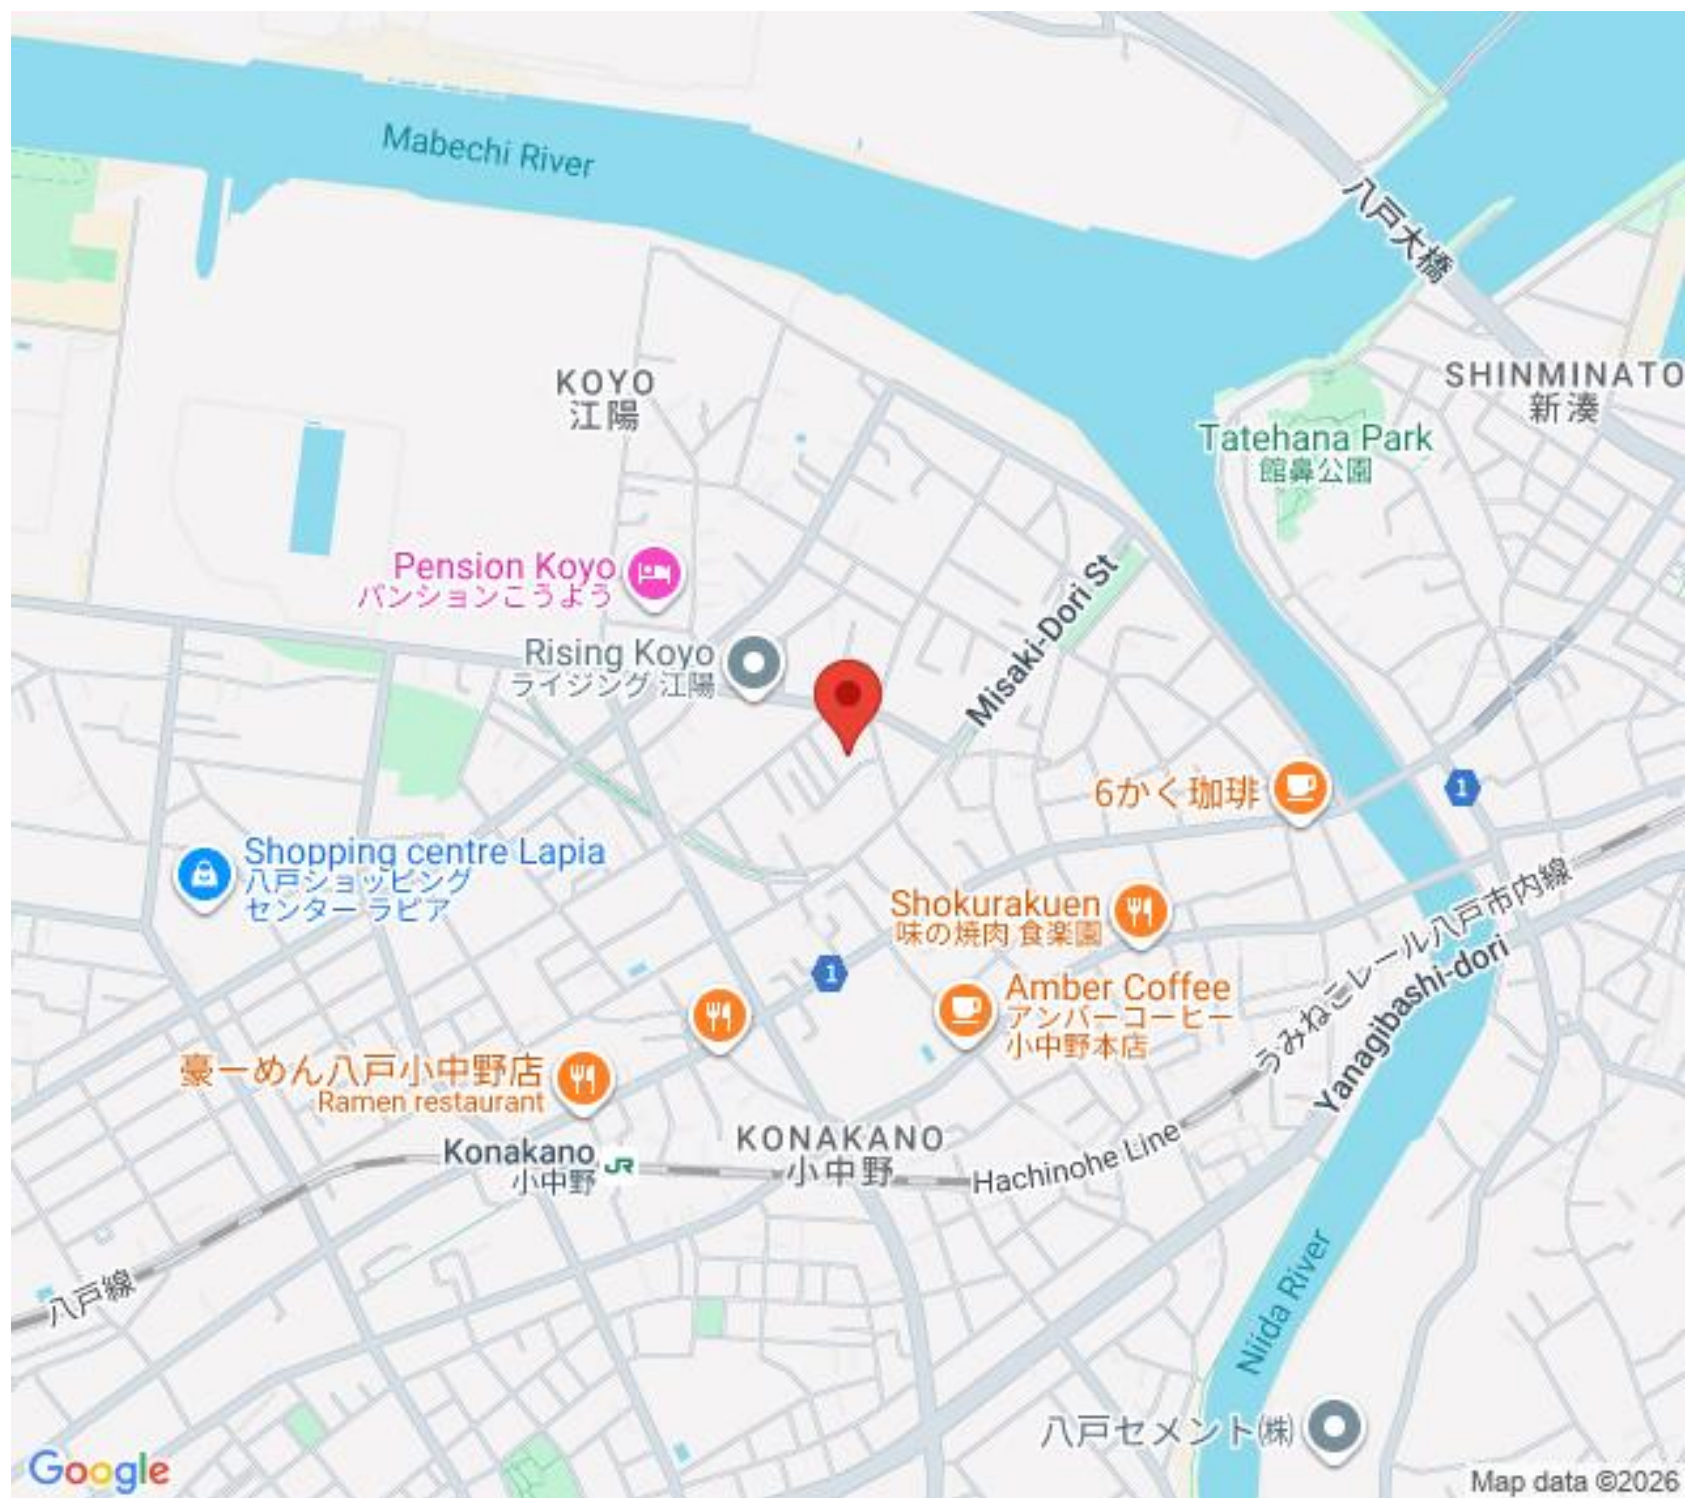 Mabechi River
八戸大橋
KOYO
江陽
SHINMINATO
新湊
Tatehana Park
館鼻公園
Pension Koyo
パンションこうよう
Misaki-Dori St
Rising Koyo
ライジング 江陽
6かく珈琲
1
Shopping centre Lapia
八戸ショッピング
センター ラピア
Shokurakuen
味の焼肉 食楽園
うみねこレール八戸市内線
Yanagibashi-dori
1
Amber Coffee
アンバーコーヒー
小中野本店
豪ーめん八戸小中野店
Ramen restaurant
Konakano
小中野
JR
KONAKANO
小中野
Hachinohe Line
八戸線
Niida River
八戸セメント㈱
Google
Map data ©2026